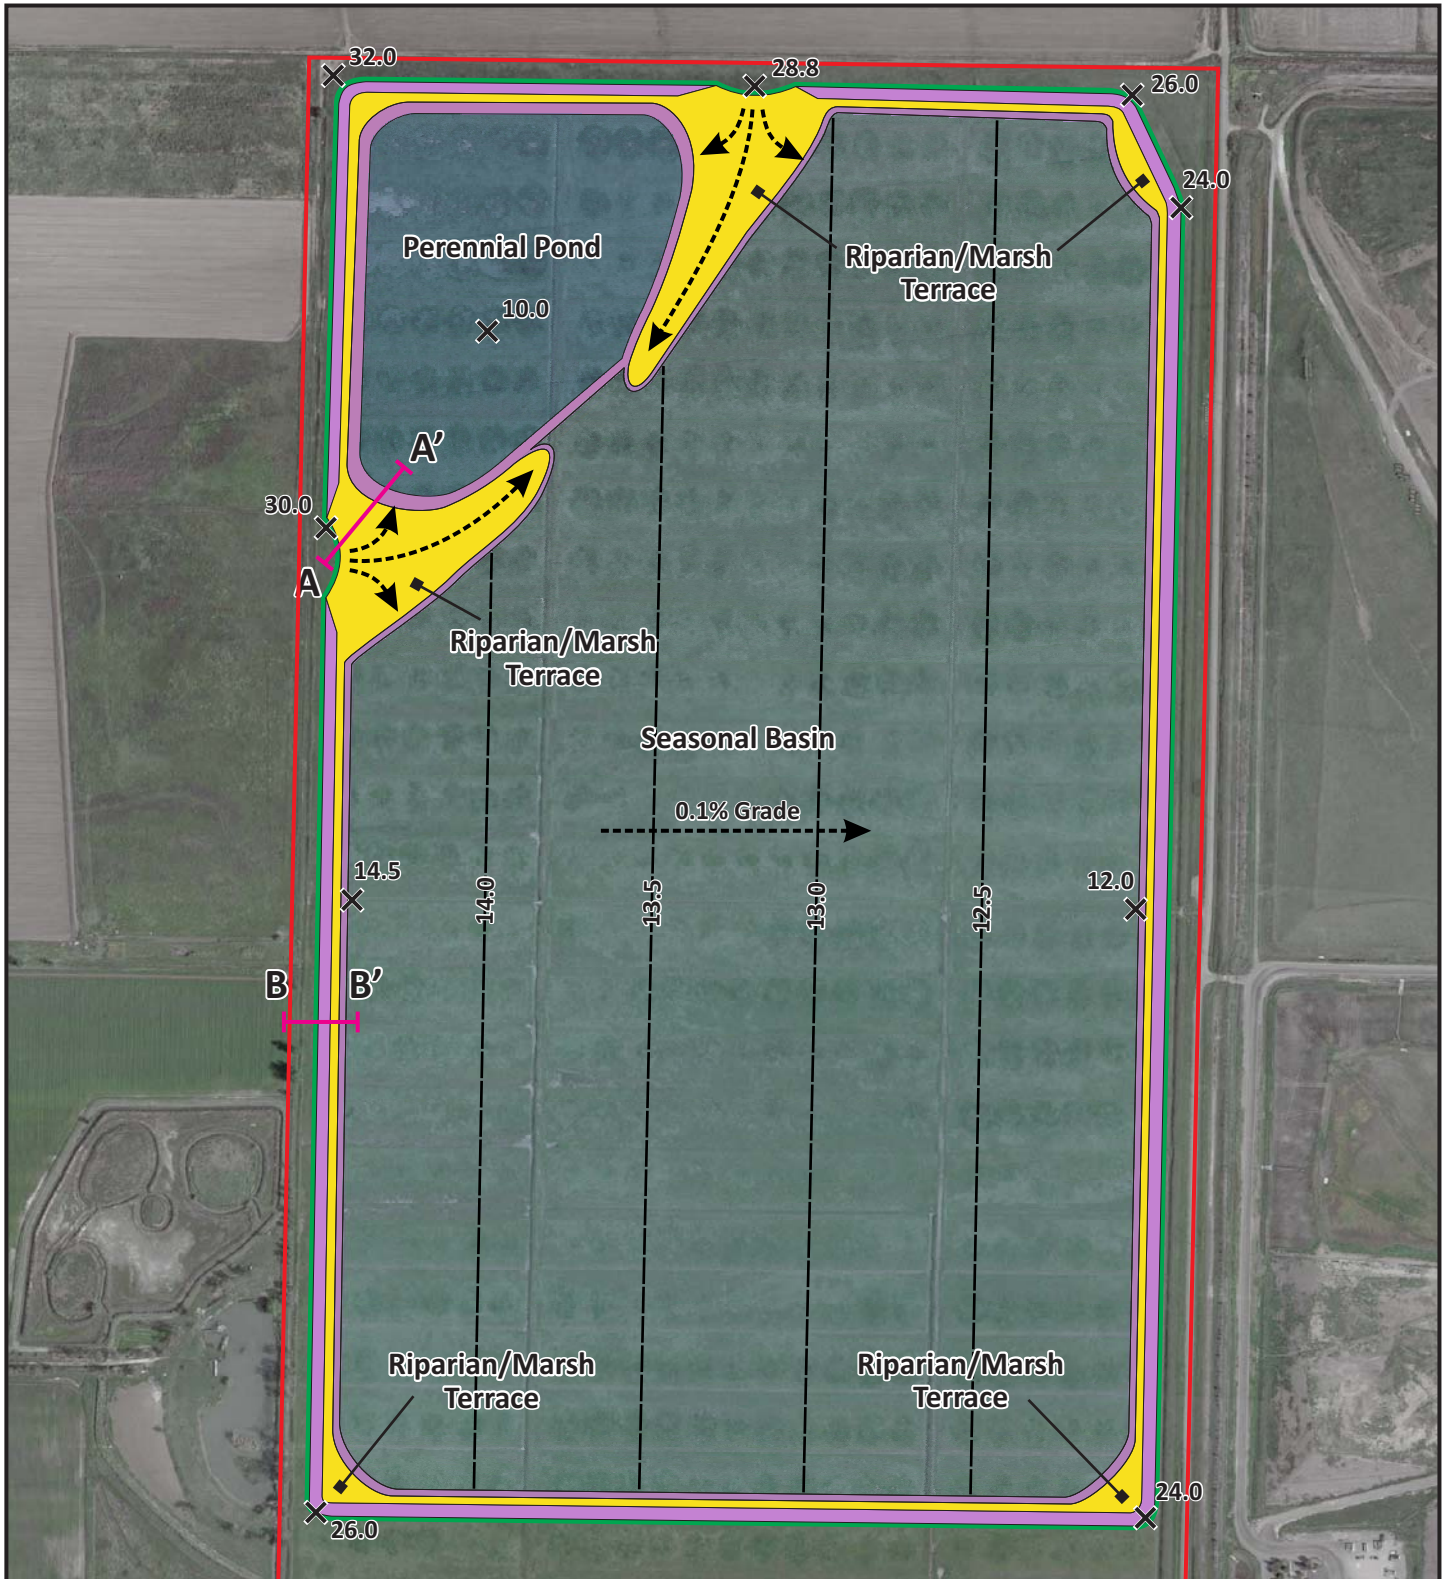 32.0
28.8
26.0
24.0
Perennial Pond
Riparian/Marsh
Terrace
10.0
A’
30.0
A
Riparian/Marsh
Terrace
Seasonal Basin
0.1% Grade
14.5
14.0
13.5
13.0
12.5
12.0
B
B’
Riparian/Marsh
Terrace
Riparian/Marsh
Terrace
24.0
26.0